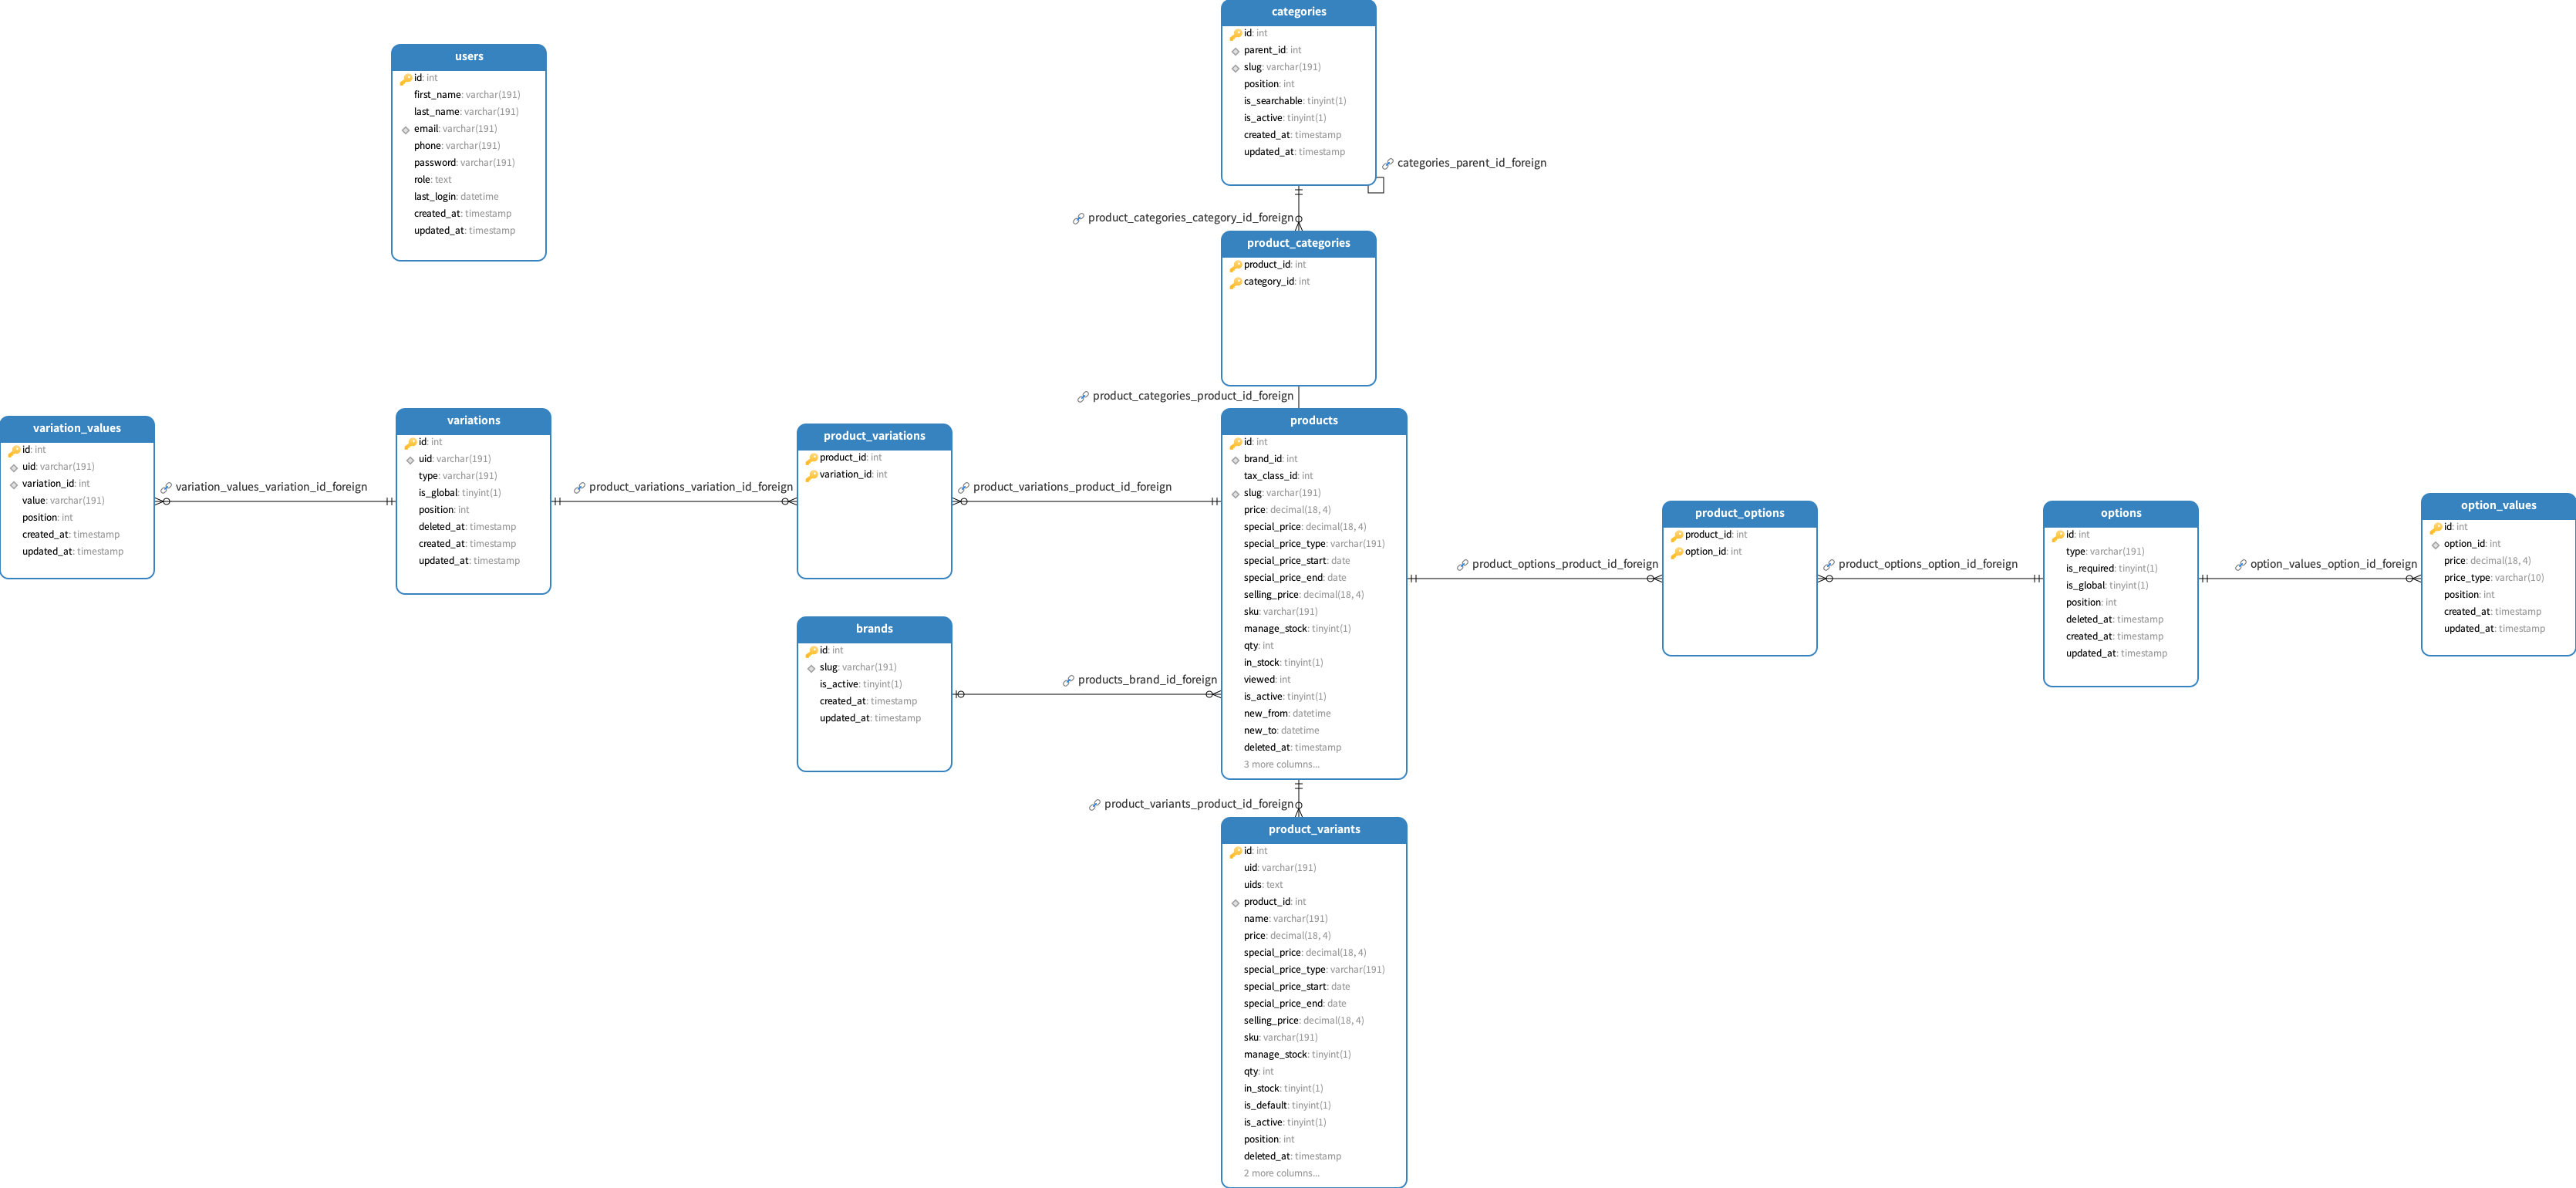 categories
id: int
parent_id: int
slug: varchar(191)
position: int
is_searchable: tinyint(1)
is_active: tinyint(1)
created_at: timestamp
updated_at: timestamp
categories_parent_id_foreign
users
id: int
first_name: varchar(191)
last_name: varchar(191)
email: varchar(191)
phone: varchar(191)
password: varchar(191)
role: text
last_login: datetime
created_at: timestamp
updated_at: timestamp
product_categories_category_id_foreign
product_categories
product_id: int
category_id: int
product_categories_product_id_foreign
variation_values
id: int
uid: varchar(191)
variation_id: int
value: varchar(191)
position: int
created_at: timestamp
updated_at: timestamp
variation_values_variation_id_foreign
variations
id: int
uid: varchar(191)
type: varchar(191)
is_global: tinyint(1)
position: int
deleted_at: timestamp
created_at: timestamp
updated_at: timestamp
product_variations_variation_id_foreign
product_variations
product_id: int
variation_id: int
product_variations_product_id_foreign
brands
id: int
slug: varchar(191)
is_active: tinyint(1)
created_at: timestamp
updated_at: timestamp
products_brand_id_foreign
products
id: int
brand_id: int
tax_class_id: int
slug: varchar(191)
price: decimal(18, 4)
special_price: decimal(18, 4)
special_price_type: varchar(191)
special_price_start: date
special_price_end: date
selling_price: decimal(18, 4)
sku: varchar(191)
manage_stock: tinyint(1)
qty: int
in_stock: tinyint(1)
viewed: int
is_active: tinyint(1)
new_from: datetime
new_to: datetime
deleted_at: timestamp
3 more columns...
product_options_product_id_foreign
product_options
product_id: int
option_id: int
product_options_option_id_foreign
options
id: int
type: varchar(191)
is_required: tinyint(1)
is_global: tinyint(1)
position: int
deleted_at: timestamp
created_at: timestamp
updated_at: timestamp
option_values_option_id_foreign
option_values
id: int
option_id: int
price: decimal(18, 4)
price_type: varchar(10)
position: int
created_at: timestamp
updated_at: timestamp
product_variants_product_id_foreign
product_variants
id: int
uid: varchar(191)
uids: text
product_id: int
name: varchar(191)
price: decimal(18, 4)
special_price: decimal(18, 4)
special_price_type: varchar(191)
special_price_start: date
special_price_end: date
selling_price: decimal(18, 4)
sku: varchar(191)
manage_stock: tinyint(1)
qty: int
in_stock: tinyint(1)
is_default: tinyint(1)
is_active: tinyint(1)
position: int
deleted_at: timestamp
2 more columns...